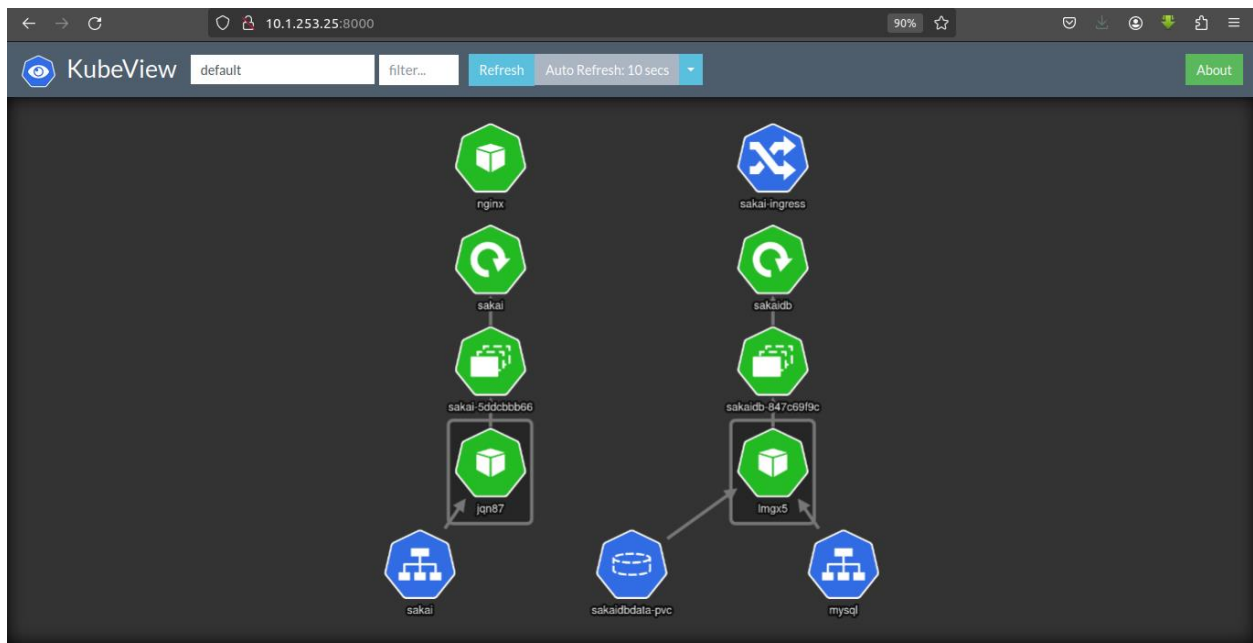 10.1.253.25:8000
90%
KubeView
default
filter...
Refresh
Auto Refresh: 10 secs
About
nginx
sakai-ingress
sakai
sakaidb
sakai-5ddcbbb66
sakaidb-847c69f9c
jqn87
lmgx5
sakai
sakaidbdata-pvc
mysql